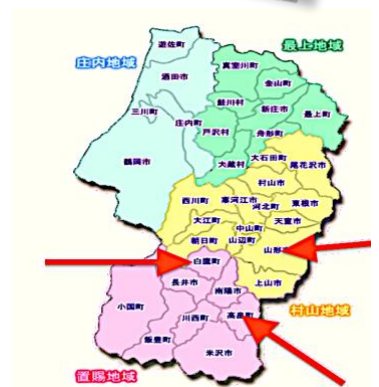 遊佐町
真室川町
最上地域
庄内地域
酒田市
金山町
鮭川村
新庄市
三川町
最上町
庄内町
戸沢村
舟形町
鶴岡市
大蔵村
大石田町
尾花沢市
村山市
西川町
寒河江市
東根市
河北町
大江町
天童市
中山町
朝日町
山辺町
山形市
白鷹町
長井市
南陽市
上山市
小国町
村山地域
川西町
高畠町
飯豊町
米沢市
置賜地域